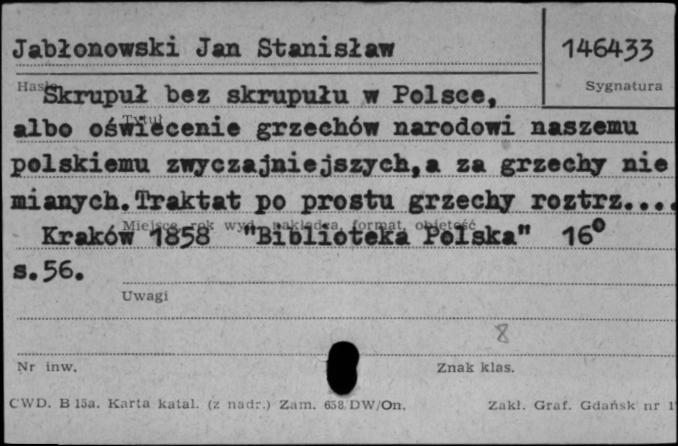 Jabłonowski Jan Stanisław
146433
Hasło
Sygnatura
Skrupuł bez skrupułu w Polsce,
Tytuł
albo oświecenie grzechów narodowi naszemu
polskiemu zwyczajniejszych,a za grzechy nie
mianych.Traktat po prostu grzechy roztrz....
Miejsce, rok wyd., nakładca, format, objętość
Kraków 1858 "Biblioteka Polska" 16⁰
s.56.
Uwagi
8
Nr inw.
Znak klas.
CWD. B 15a. Karta katal. (z nadr.) Zam. 658/DW/On.
Zakł. Graf. Gdańsk nr 1